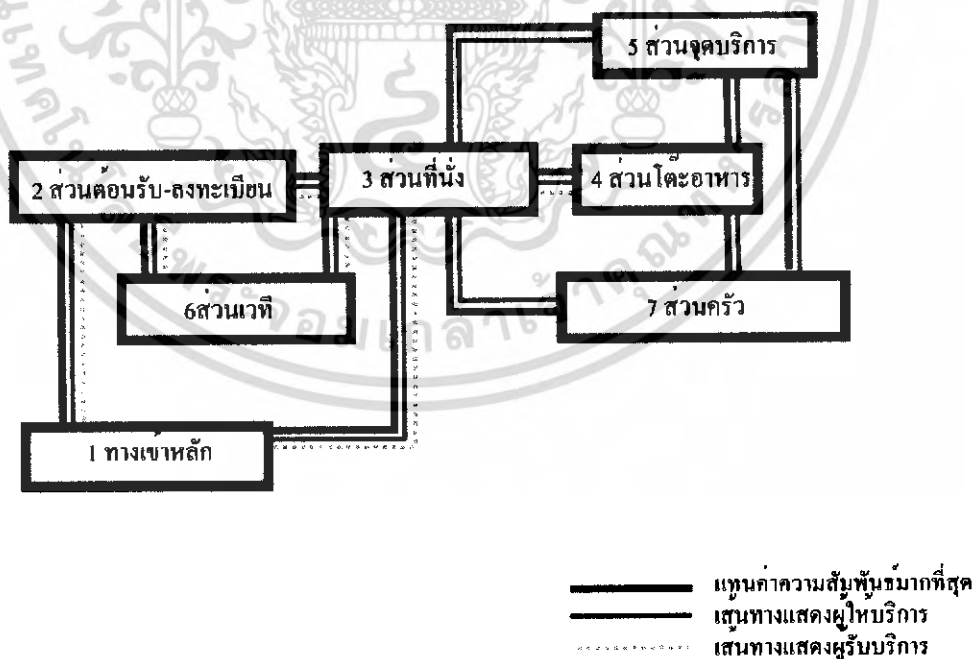 5 ส่วนจุดบริการ
2 ส่วนต้อนรับ-ลงทะเบียน
3 ส่วนที่นั่ง
4 ส่วนโต๊ะอาหาร
6ส่วนเวที
7 ส่วนครัว
1 ทางเข้าหลัก
แทนค่าความสัมพันธ์มากที่สุด
เส้นทางแสดงผู้ให้บริการ
เส้นทางแสดงผู้รับบริการ